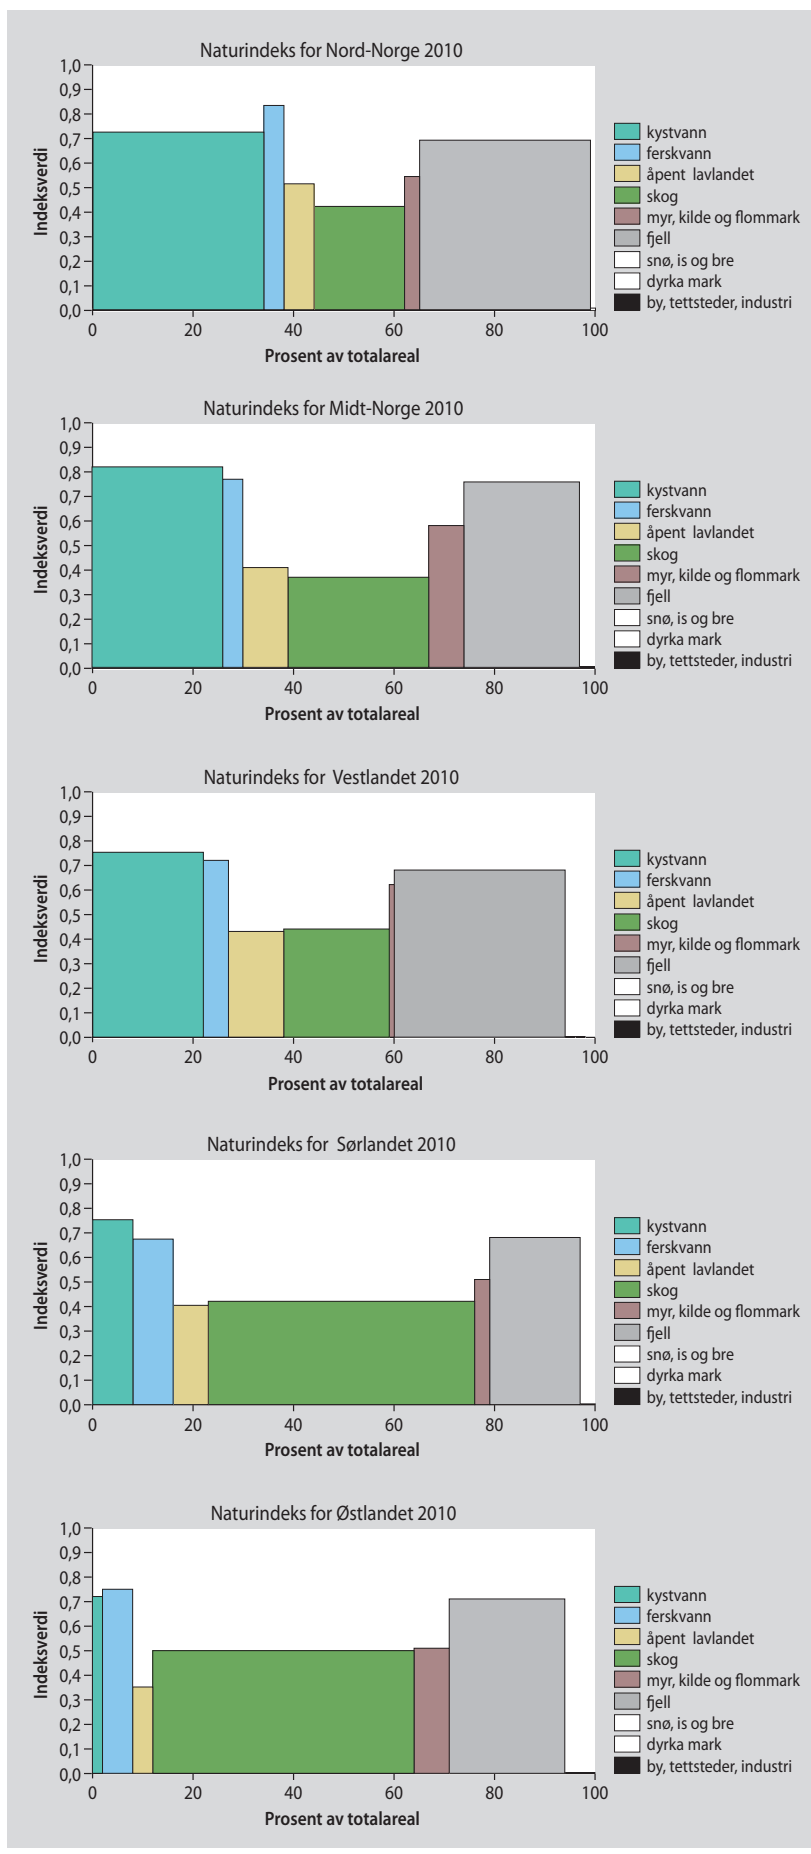 Naturindeks for Nord-Norge 2010
Indeksverdi
1,0
0,9
0,8
0,7
0,6
0,5
0,4
0,3
0,2
0,1
0,0
0 20 40 60 80 100
Prosent av totalareal
kystvann
ferskvann
åpent lavlandet
skog
myr, kilde og flommark
fjell
snø, is og bre
dyrka mark
by, tettsteder, industri
Naturindeks for Midt-Norge 2010
Indeksverdi
1,0
0,9
0,8
0,7
0,6
0,5
0,4
0,3
0,2
0,1
0,0
0 20 40 60 80 100
Prosent av totalareal
kystvann
ferskvann
åpent lavlandet
skog
myr, kilde og flommark
fjell
snø, is og bre
dyrka mark
by, tettsteder, industri
Naturindeks for Vestlandet 2010
Indeksverdi
1,0
0,9
0,8
0,7
0,6
0,5
0,4
0,3
0,2
0,1
0,0
0 20 40 60 80 100
Prosent av totalareal
kystvann
ferskvann
åpent lavlandet
skog
myr, kilde og flommark
fjell
snø, is og bre
dyrka mark
by, tettsteder, industri
Naturindeks for Sørlandet 2010
Indeksverdi
1,0
0,9
0,8
0,7
0,6
0,5
0,4
0,3
0,2
0,1
0,0
0 20 40 60 80 100
Prosent av totalareal
kystvann
ferskvann
åpent lavlandet
skog
myr, kilde og flommark
fjell
snø, is og bre
dyrka mark
by, tettsteder, industri
Naturindeks for Østlandet 2010
Indeksverdi
1,0
0,9
0,8
0,7
0,6
0,5
0,4
0,3
0,2
0,1
0,0
0 20 40 60 80 100
Prosent av totalareal
kystvann
ferskvann
åpent lavlandet
skog
myr, kilde og flommark
fjell
snø, is og bre
dyrka mark
by, tettsteder, industri